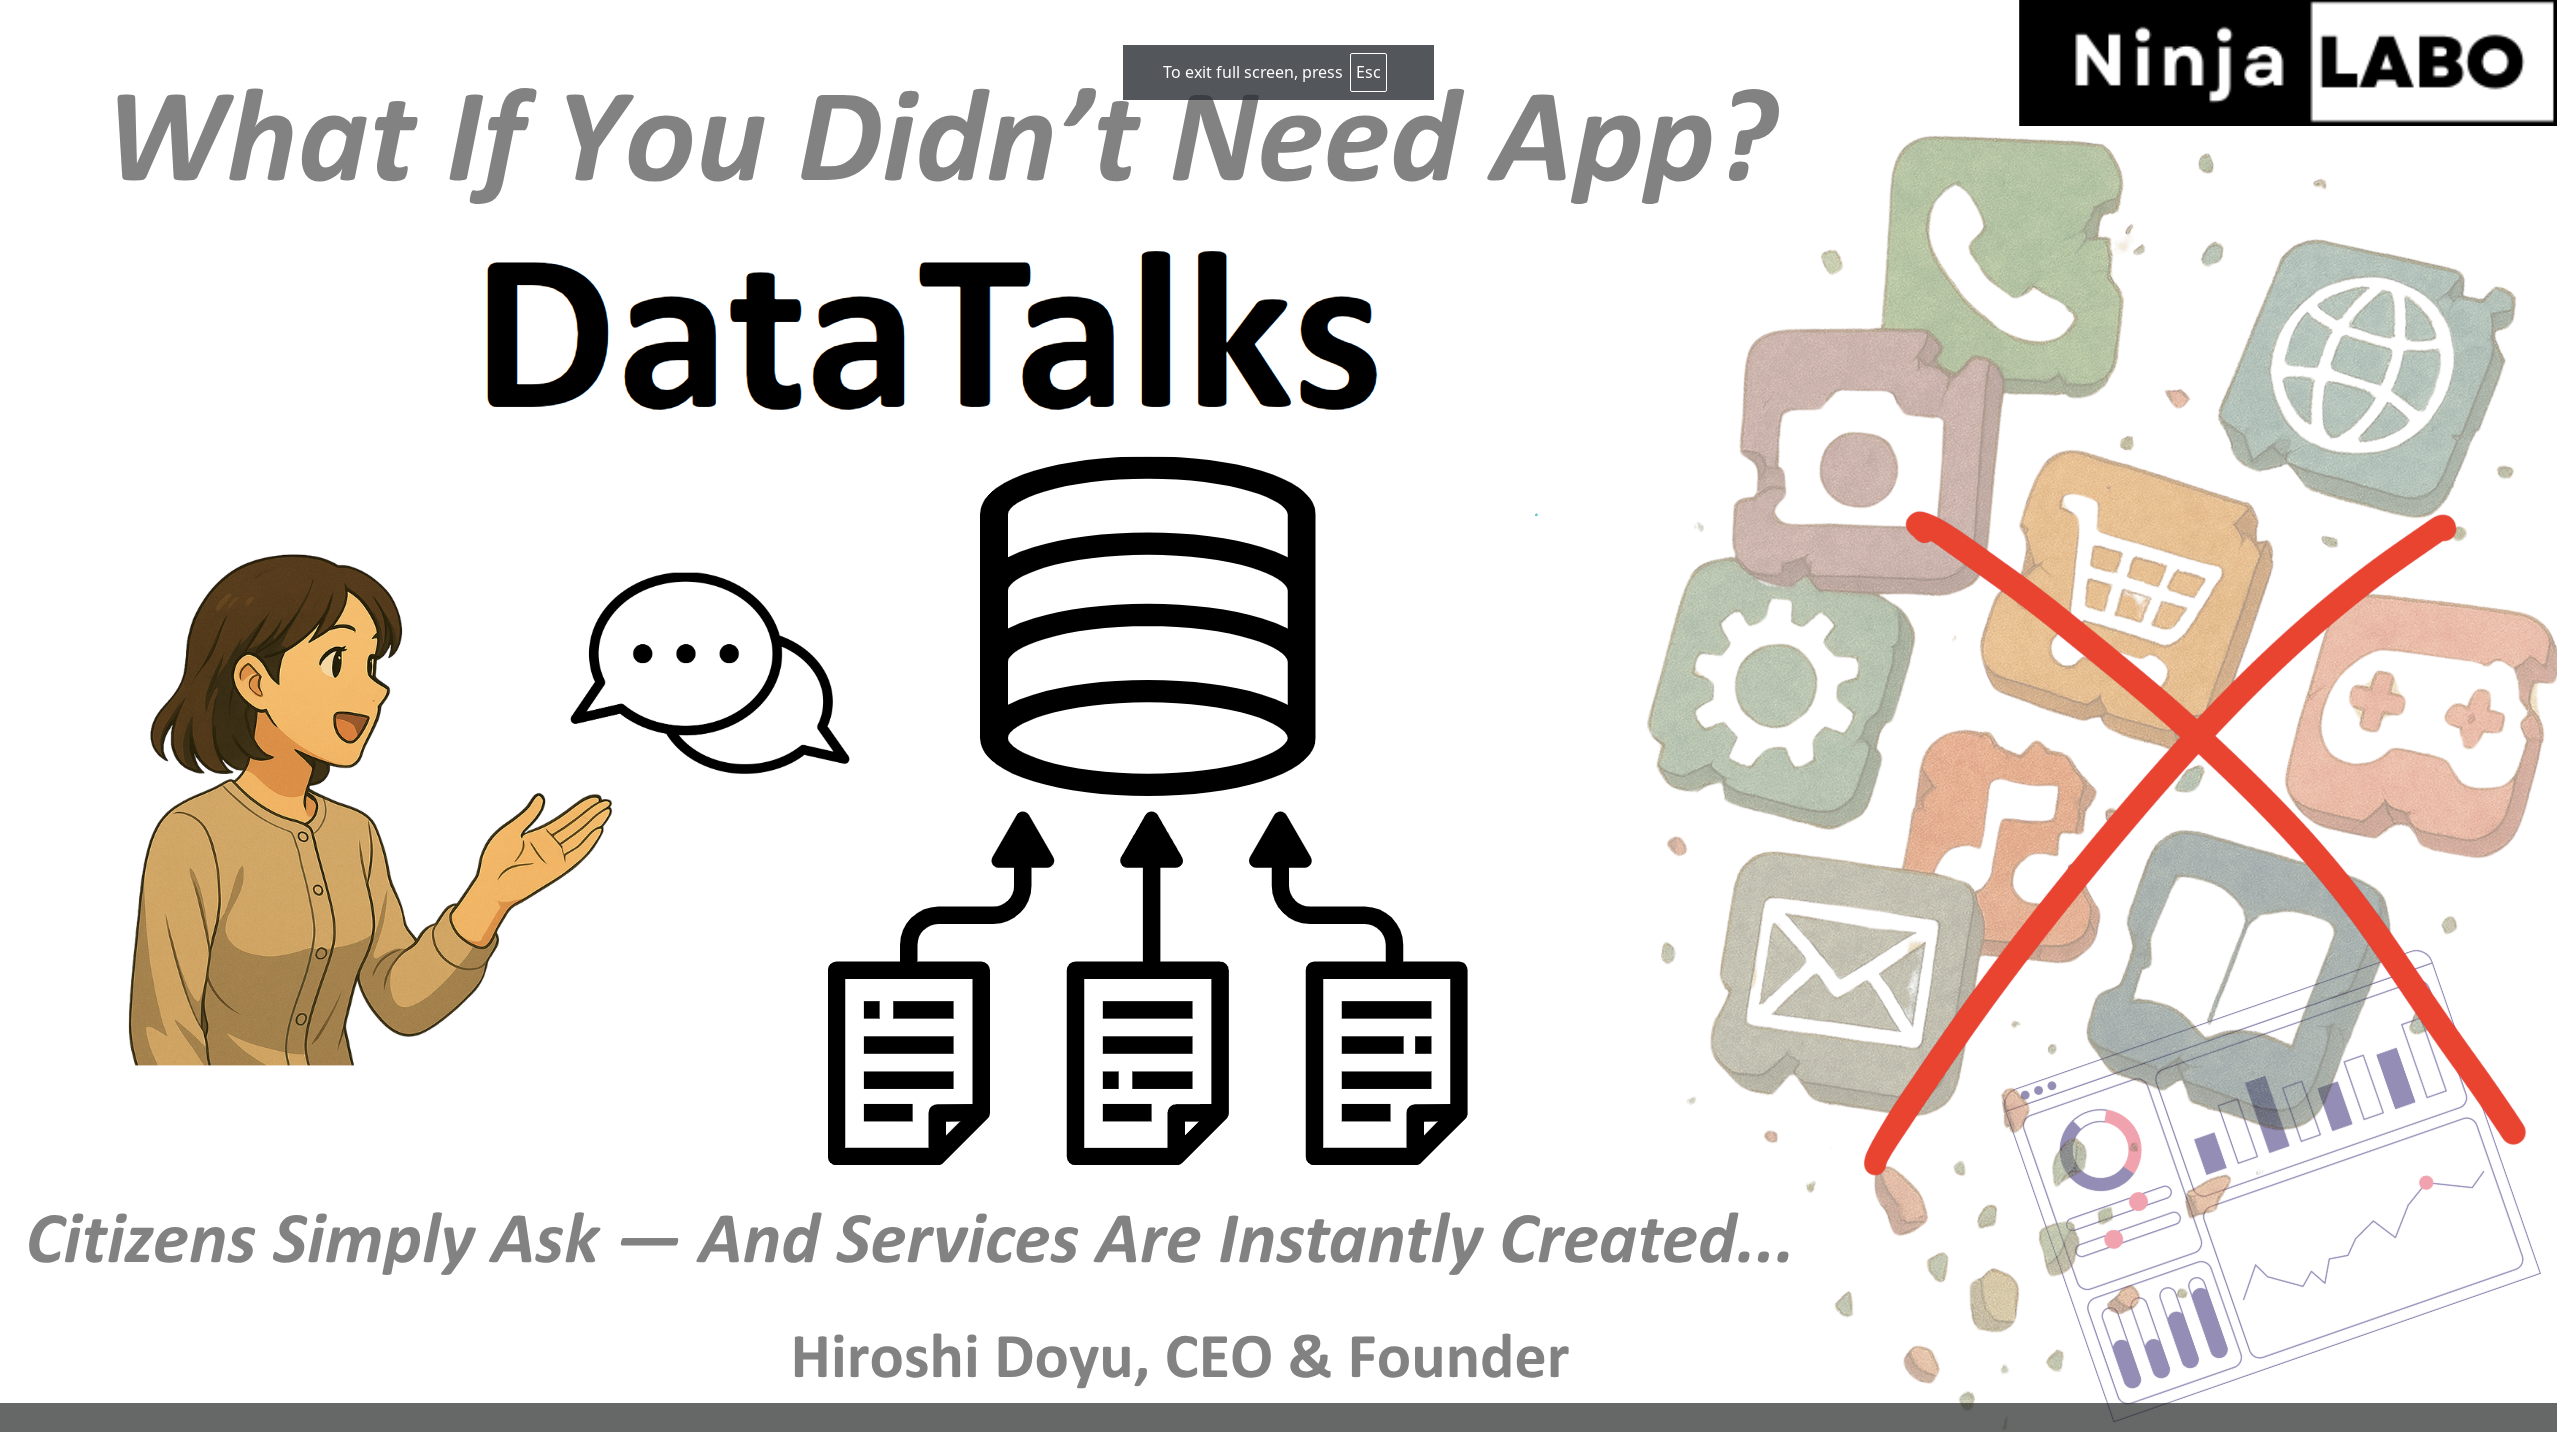 Ninja LABO
To exit full screen, press Esc
What If You Didn’t Need App?
DataTalks
Citizens Simply Ask — And Services Are Instantly Created...
Hiroshi Doyu, CEO & Founder